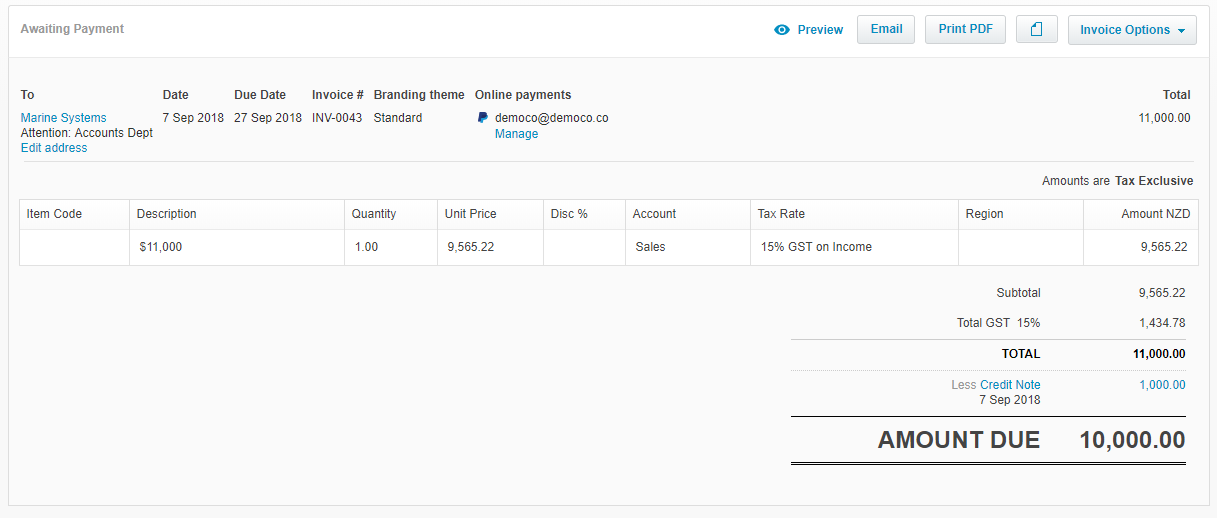 Awaiting Payment
Preview
Email
Print PDF
Invoice Options
To Date Due Date Invoice # Branding theme Online payments Total
Marine Systems 7 Sep 2018 27 Sep 2018 INV-0043 Standard democo@democo.co 11,000.00
Attention: Accounts Dept Manage
Edit address
Amounts are Tax Exclusive
Item Code Description Quantity Unit Price Disc % Account Tax Rate Region Amount NZD
$11,000 1.00 9,565.22 Sales 15% GST on Income 9,565.22
Subtotal 9,565.22
Total GST 15% 1,434.78
TOTAL 11,000.00
Less Credit Note 1,000.00
7 Sep 2018
AMOUNT DUE 10,000.00